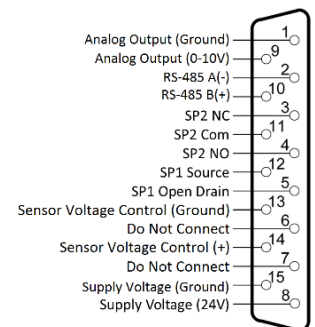 Analog Output (Ground) 1
Analog Output (0-10V) 9
RS-485 A(-) 2
RS-485 B(+) 10
SP2 NC 3
SP2 Com 11
SP2 NO 4
SP1 Source 12
SP1 Open Drain 5
Sensor Voltage Control (Ground) 13
Do Not Connect 6
Sensor Voltage Control (+) 14
Do Not Connect 7
Supply Voltage (Ground) 15
Supply Voltage (24V) 8